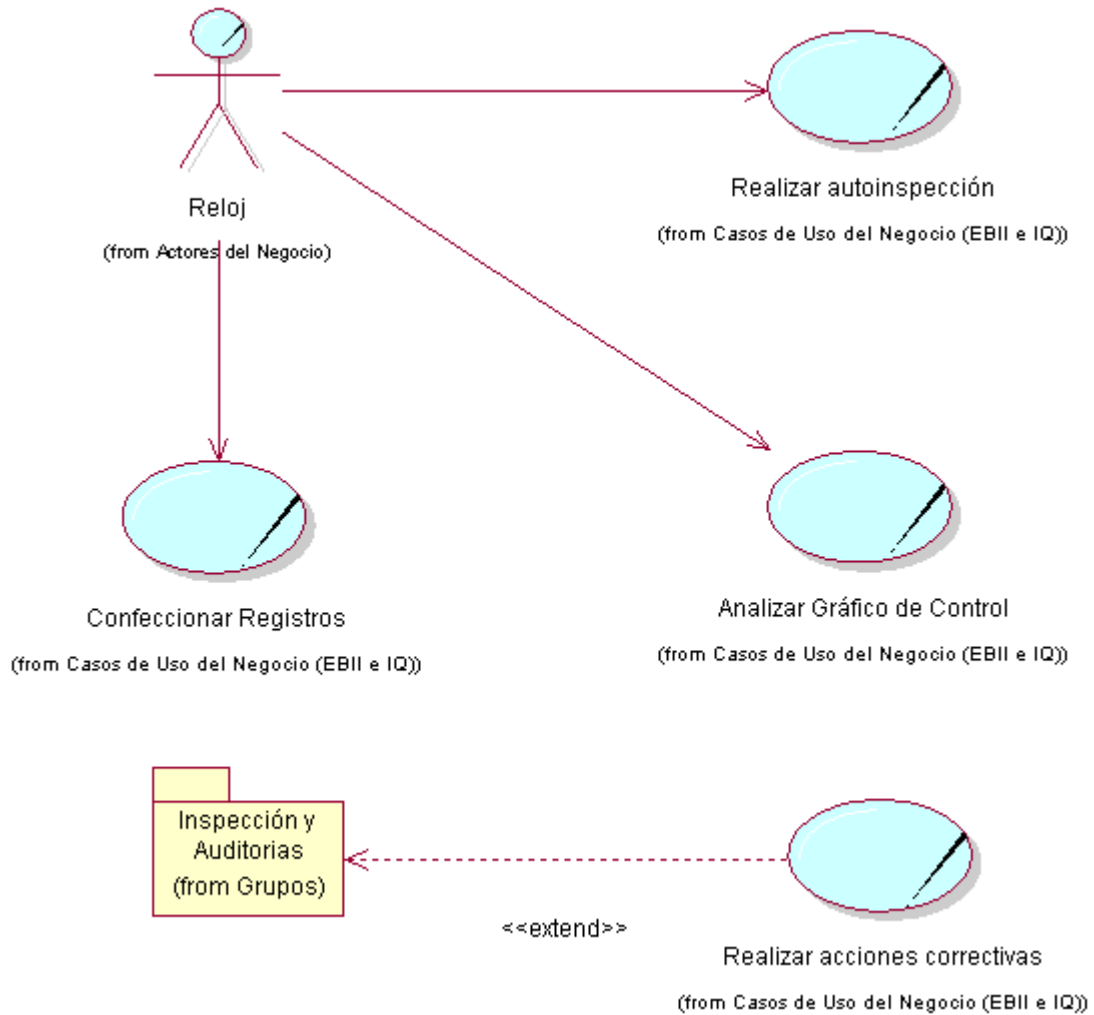 Reloj
(from Actores del Negocio)
Realizar autoinspección
(from Casos de Uso del Negocio (EBII e IQ))
Confeccionar Registros
(from Casos de Uso del Negocio (EBII e IQ))
Analizar Gráfico de Control
(from Casos de Uso del Negocio (EBII e IQ))
Inspección y
Auditorias
(from Grupos)
<<extend>>
Realizar acciones correctivas
(from Casos de Uso del Negocio (EBII e IQ))